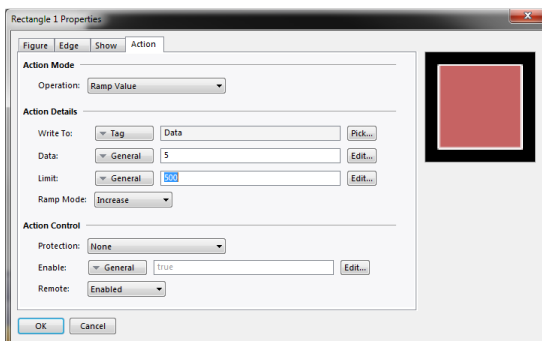 Rectangle 1 Properties
Figure Edge Show Action
Action Mode
Operation: Ramp Value
Action Details
Write To: Tag Data Pick...
Data: General 5 Edit...
Limit: General 500 Edit...
Ramp Mode: Increase
Action Control
Protection: None
Enable: General true Edit...
Remote: Enabled
OK Cancel